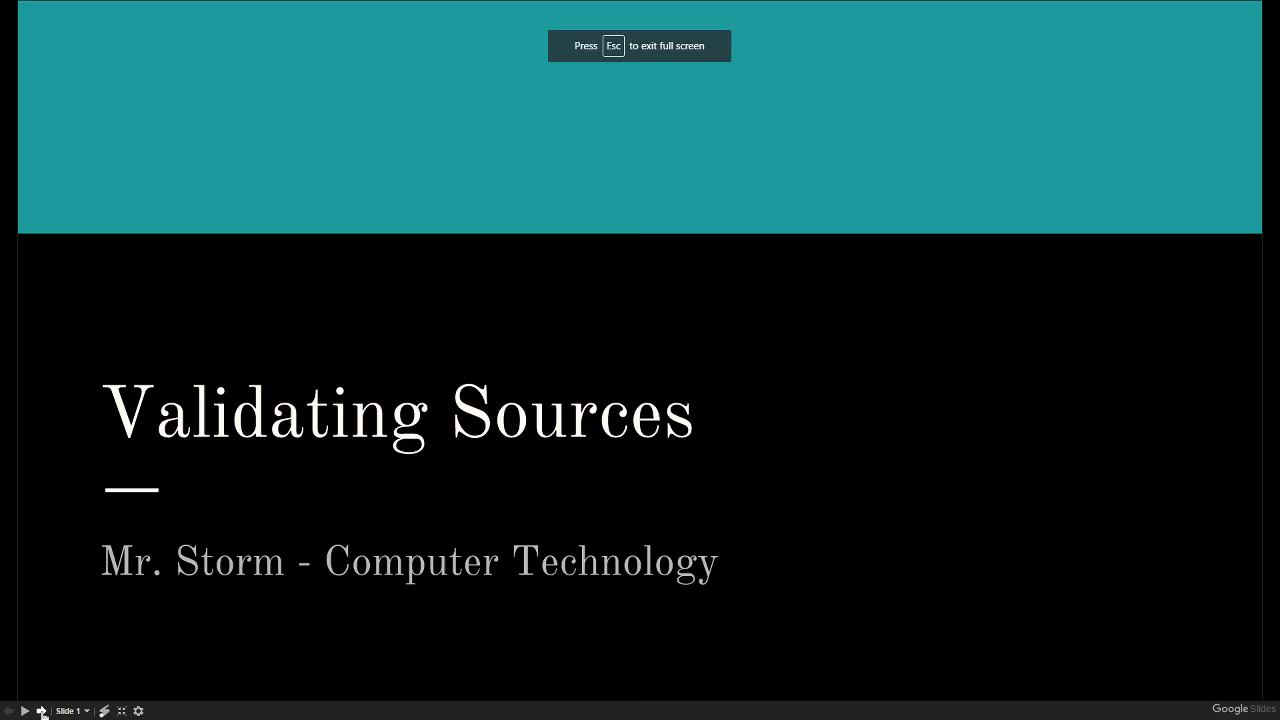 Press Esc to exit full screen
Validating Sources
Mr. Storm - Computer Technology
Slide 1
Google Slides